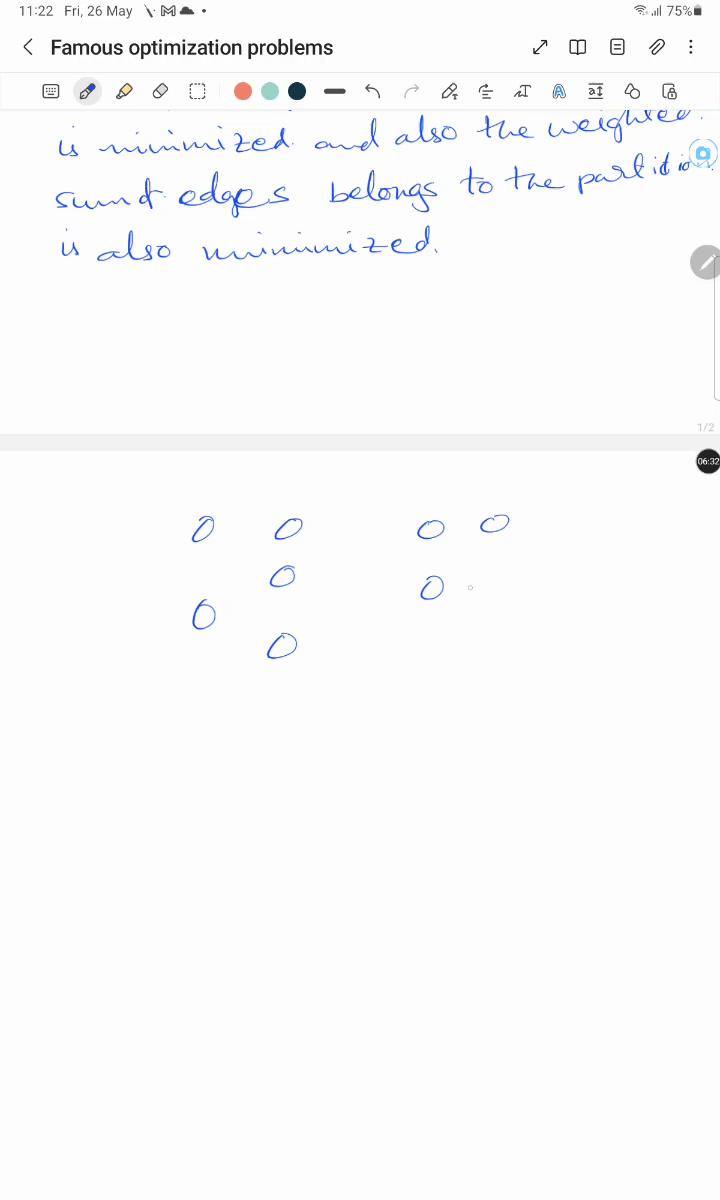 11:22 Fri, 26 May
75%
Famous optimization problems
is minimized and also the weighted
sum of edges belongs to the partition
is also minimized.
1/2
06:32